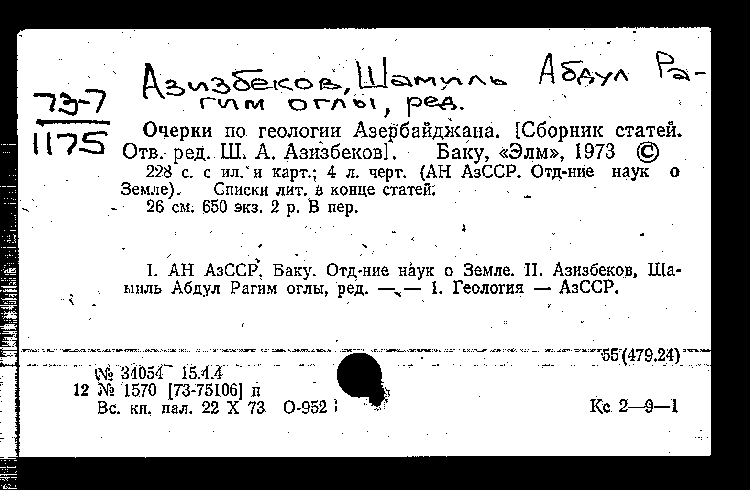 Азизбеков, Шамиль Абдул Ра-
гим оглы, ред.
73-7
1175
Очерки по геологии Азербайджана. [Сборник статей.
Отв. ред. Ш. А. Азизбеков]. Баку, «Элм», 1973 ©
228 с. с ил. и карт.; 4 л. черт. (АН АзССР. Отд-ние наук о
Земле). Списки лит. в конце статей.
26 см. 650 экз. 2 р. В пер.
I. АН АзССР, Баку. Отд-ние наук о Земле. II. Азизбеков, Ша-
миль Абдул Рагим оглы, ред. — — 1. Геология — АзССР.
55(479.24)
№ 31054 15.4.4
12 № 1570 [73-75106] п
Вс. кн. пал. 22 X 73 О-952
Кс 2—9—1